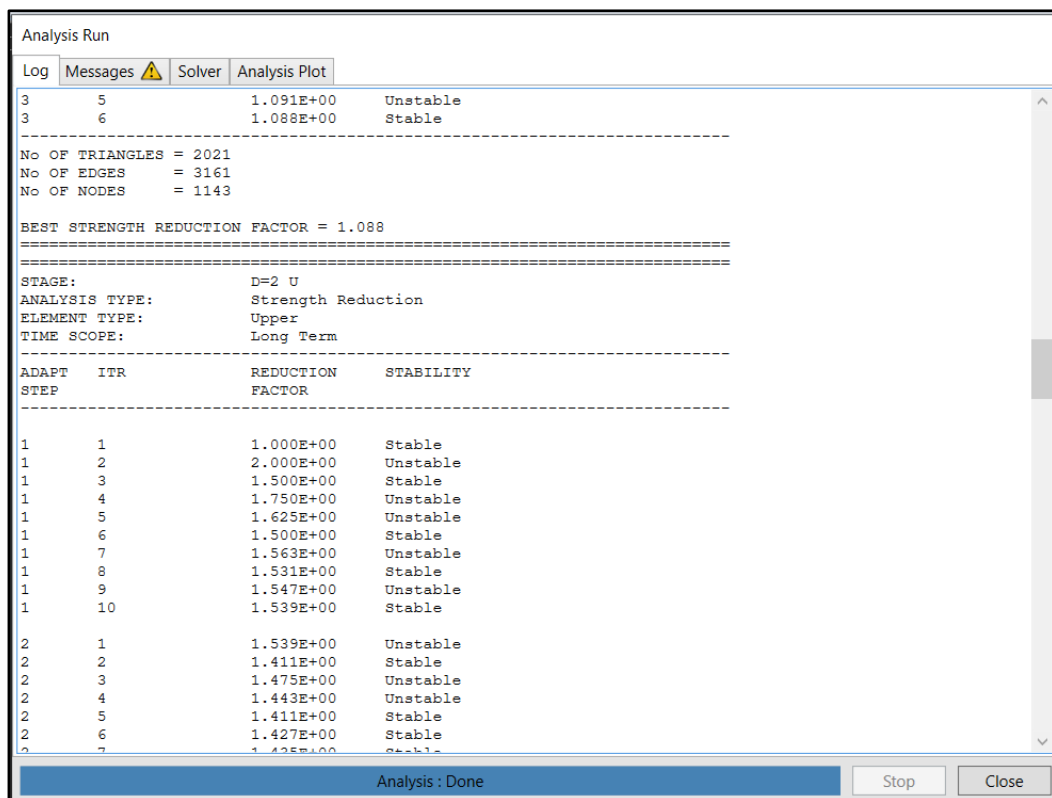 Analysis Run
Log Messages Solver Analysis Plot
3 5 1.091E+00 Unstable
3 6 1.088E+00 Stable
--------------------------------------------------------------------------
No OF TRIANGLES = 2021
No OF EDGES = 3161
No OF NODES = 1143
BEST STRENGTH REDUCTION FACTOR = 1.088
==========================================================================
==========================================================================
STAGE: D=2 U
ANALYSIS TYPE: Strength Reduction
ELEMENT TYPE: Upper
TIME SCOPE: Long Term
--------------------------------------------------------------------------
ADAPT ITR REDUCTION STABILITY
STEP FACTOR
--------------------------------------------------------------------------
1 1 1.000E+00 Stable
1 2 2.000E+00 Unstable
1 3 1.500E+00 Stable
1 4 1.750E+00 Unstable
1 5 1.625E+00 Unstable
1 6 1.500E+00 Stable
1 7 1.563E+00 Unstable
1 8 1.531E+00 Stable
1 9 1.547E+00 Unstable
1 10 1.539E+00 Stable
2 1 1.539E+00 Unstable
2 2 1.411E+00 Stable
2 3 1.475E+00 Unstable
2 4 1.443E+00 Unstable
2 5 1.411E+00 Stable
2 6 1.427E+00 Stable
2 7 1.435E+00 Stable
Analysis : Done
Stop Close